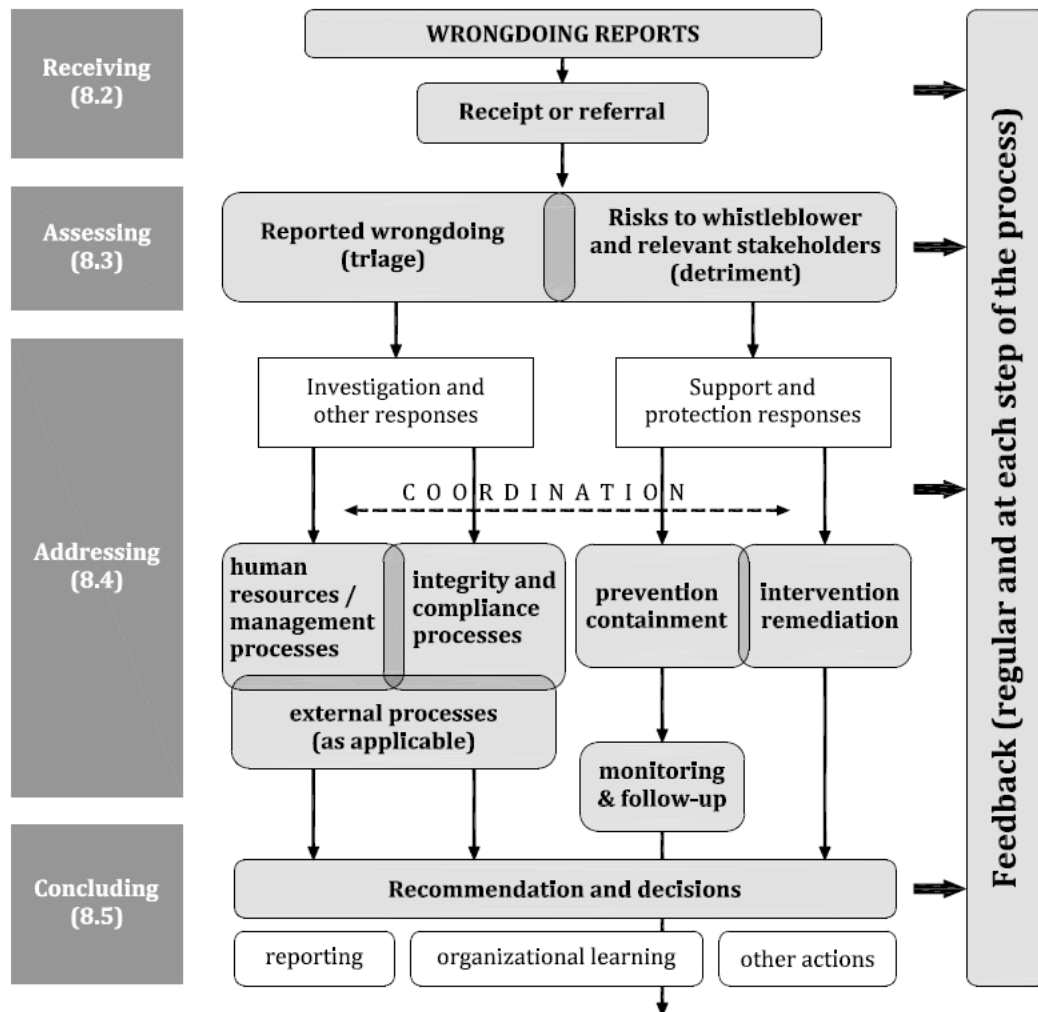 Receiving
(8.2)
WRONGDOING REPORTS
Receipt or referral
Assessing
(8.3)
Reported wrongdoing
(triage)
Risks to whistleblower
and relevant stakeholders
(detriment)
Addressing
(8.4)
Investigation and
other responses
Support and
protection responses
COORDINATION
human
resources /
management
processes
integrity and
compliance
processes
prevention
containment
intervention
remediation
external processes
(as applicable)
monitoring
& follow-up
Concluding
(8.5)
Recommendation and decisions
reporting
organizational learning
other actions
Feedback (regular and at each step of the process)